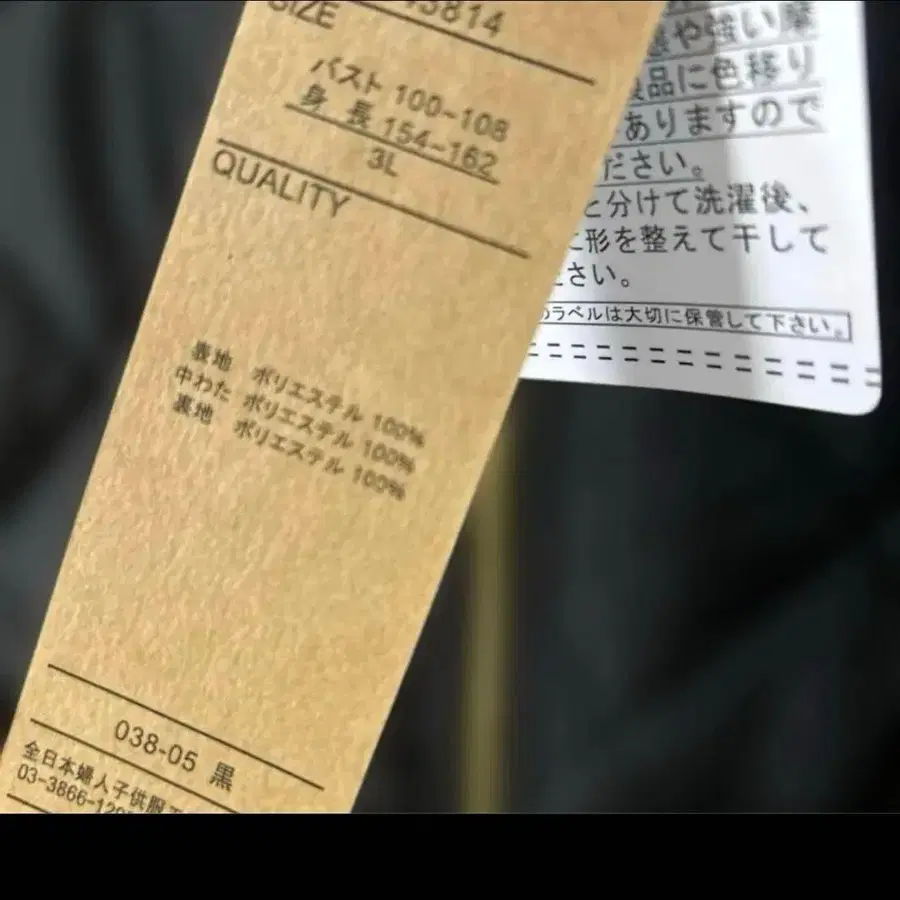 43814
SIZE
バスト 100-108
身長 154-162
3L
QUALITY
表地 ポリエステル 100%
中わた ポリエステル 100%
裏地 ポリエステル 100%
038-05 黒
全日本婦人子供服工
03-3866-120
や強い摩
品に色移り
ありますので
ださい。
と分けて洗濯後、
に形を整えて干して
ださい。
のラベルは大切に保管して下さい。